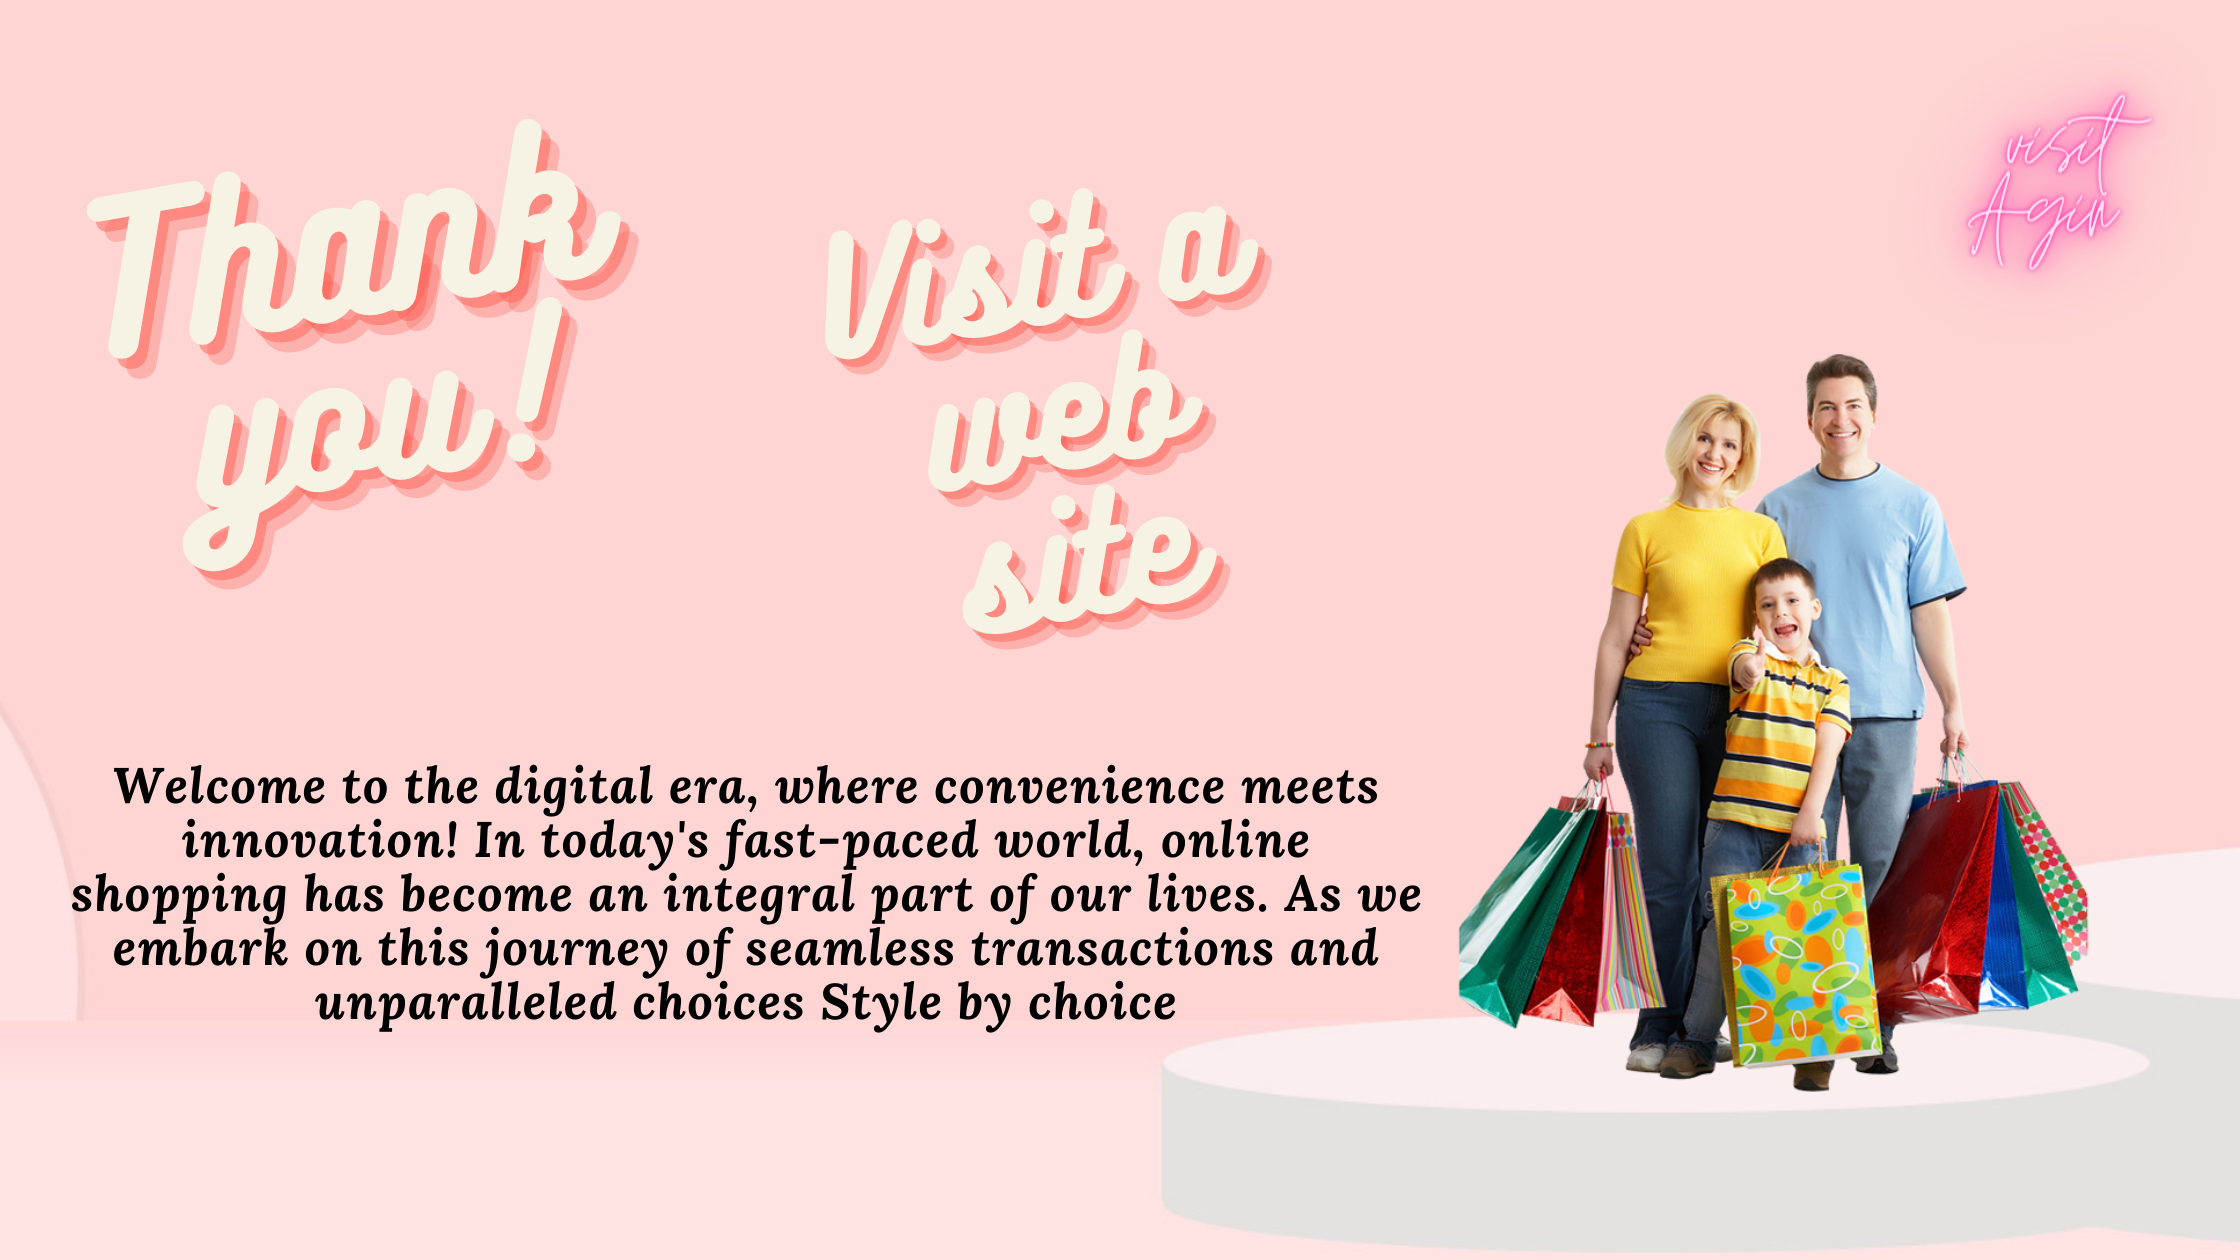 Thank
you!
Visit a
web
site
visit
Agin
Welcome to the digital era, where convenience meets
innovation! In today's fast-paced world, online
shopping has become an integral part of our lives. As we
embark on this journey of seamless transactions and
unparalleled choices Style by choice